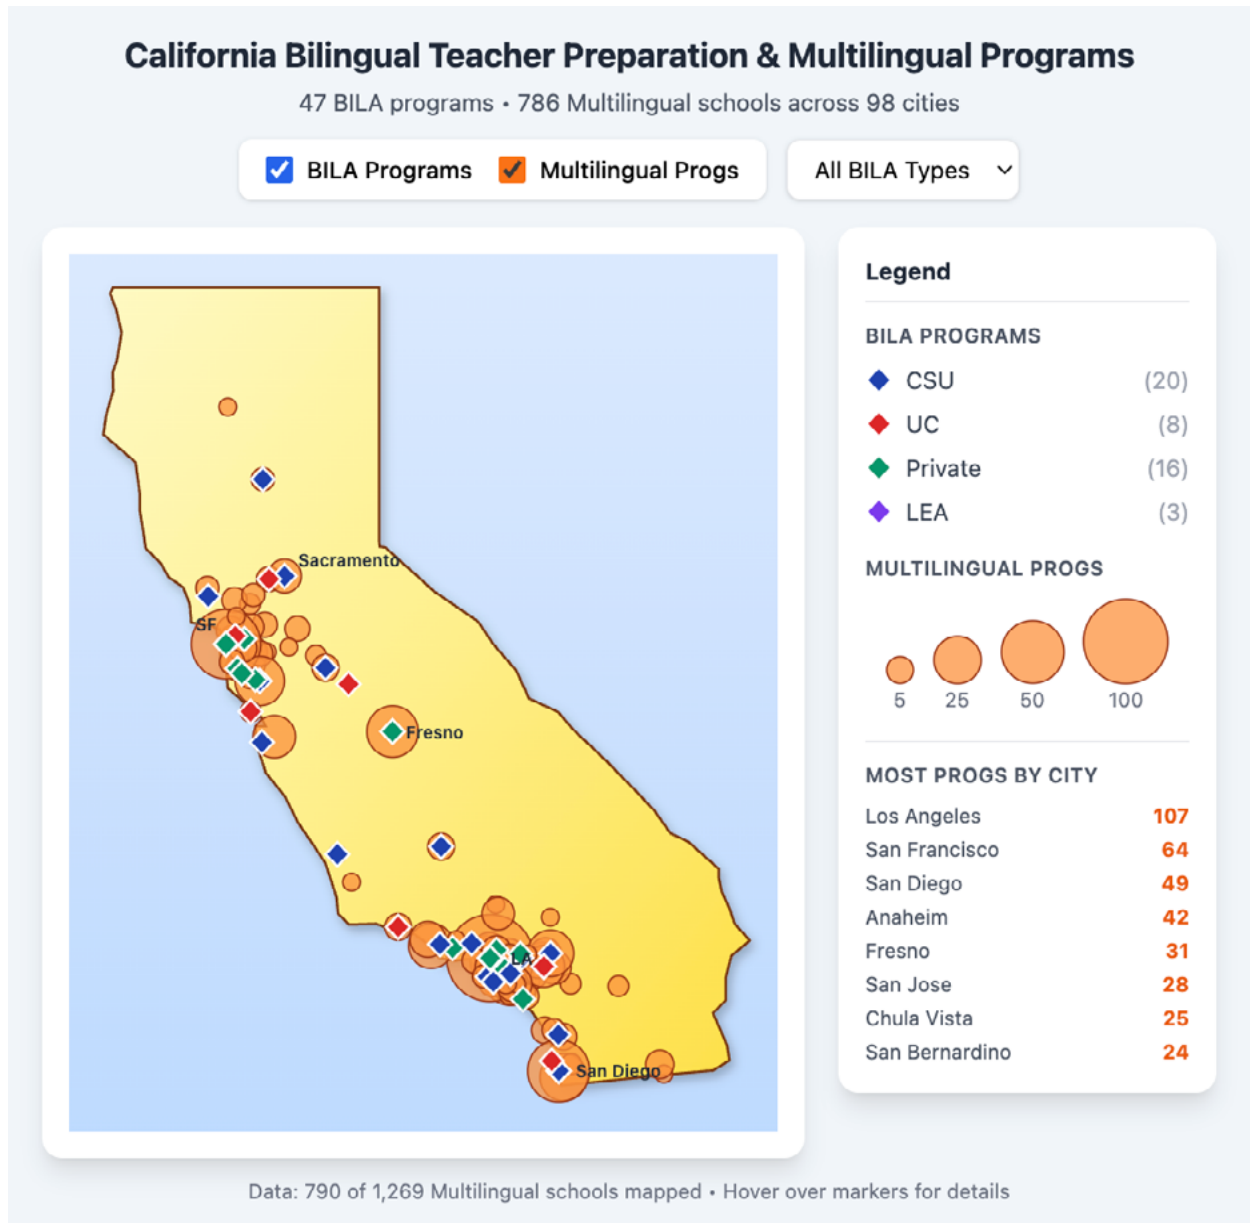 California Bilingual Teacher Preparation & Multilingual Programs
47 BILA programs • 786 Multilingual schools across 98 cities
BILA Programs
Multilingual Progs
All BILA Types
Sacramento
SF
Fresno
LA
San Diego
Legend
BILA PROGRAMS
CSU (20)
UC (8)
Private (16)
LEA (3)
MULTILINGUAL PROGS
5 25 50 100
MOST PROGS BY CITY
Los Angeles 107
San Francisco 64
San Diego 49
Anaheim 42
Fresno 31
San Jose 28
Chula Vista 25
San Bernardino 24
Data: 790 of 1,269 Multilingual schools mapped • Hover over markers for details